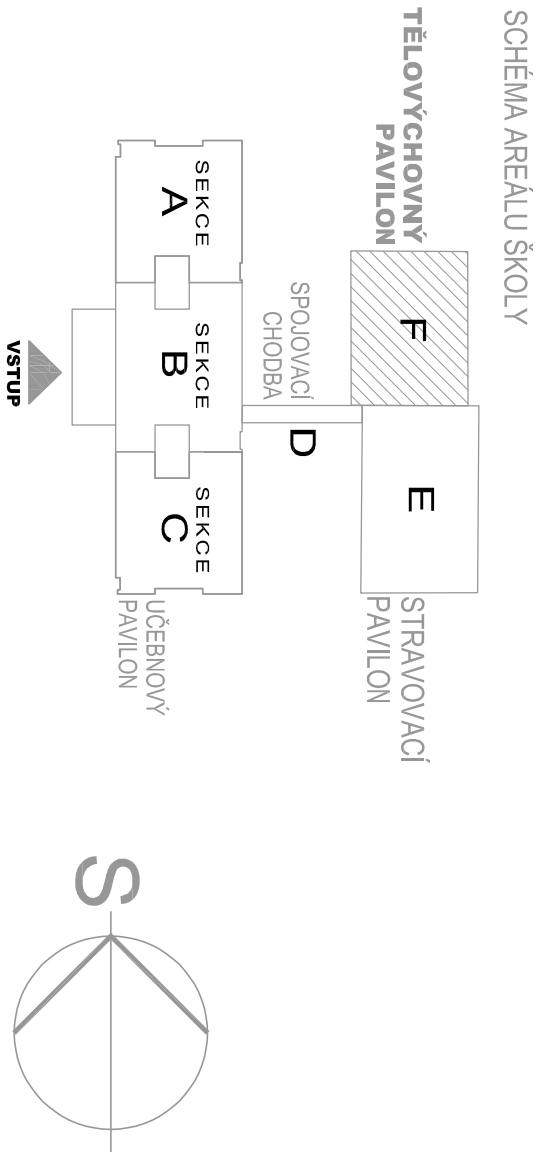 SCHÉMA AREÁLU ŠKOLY
TĚLOVÝCHOVNÝ
PAVILON
F
E
STRAVOVACÍ
PAVILON
SPOJOVACÍ
CHODBA
D
SEKCE
A
SEKCE
B
SEKCE
C
UČEBNOVÝ
PAVILON
VSTUP
S